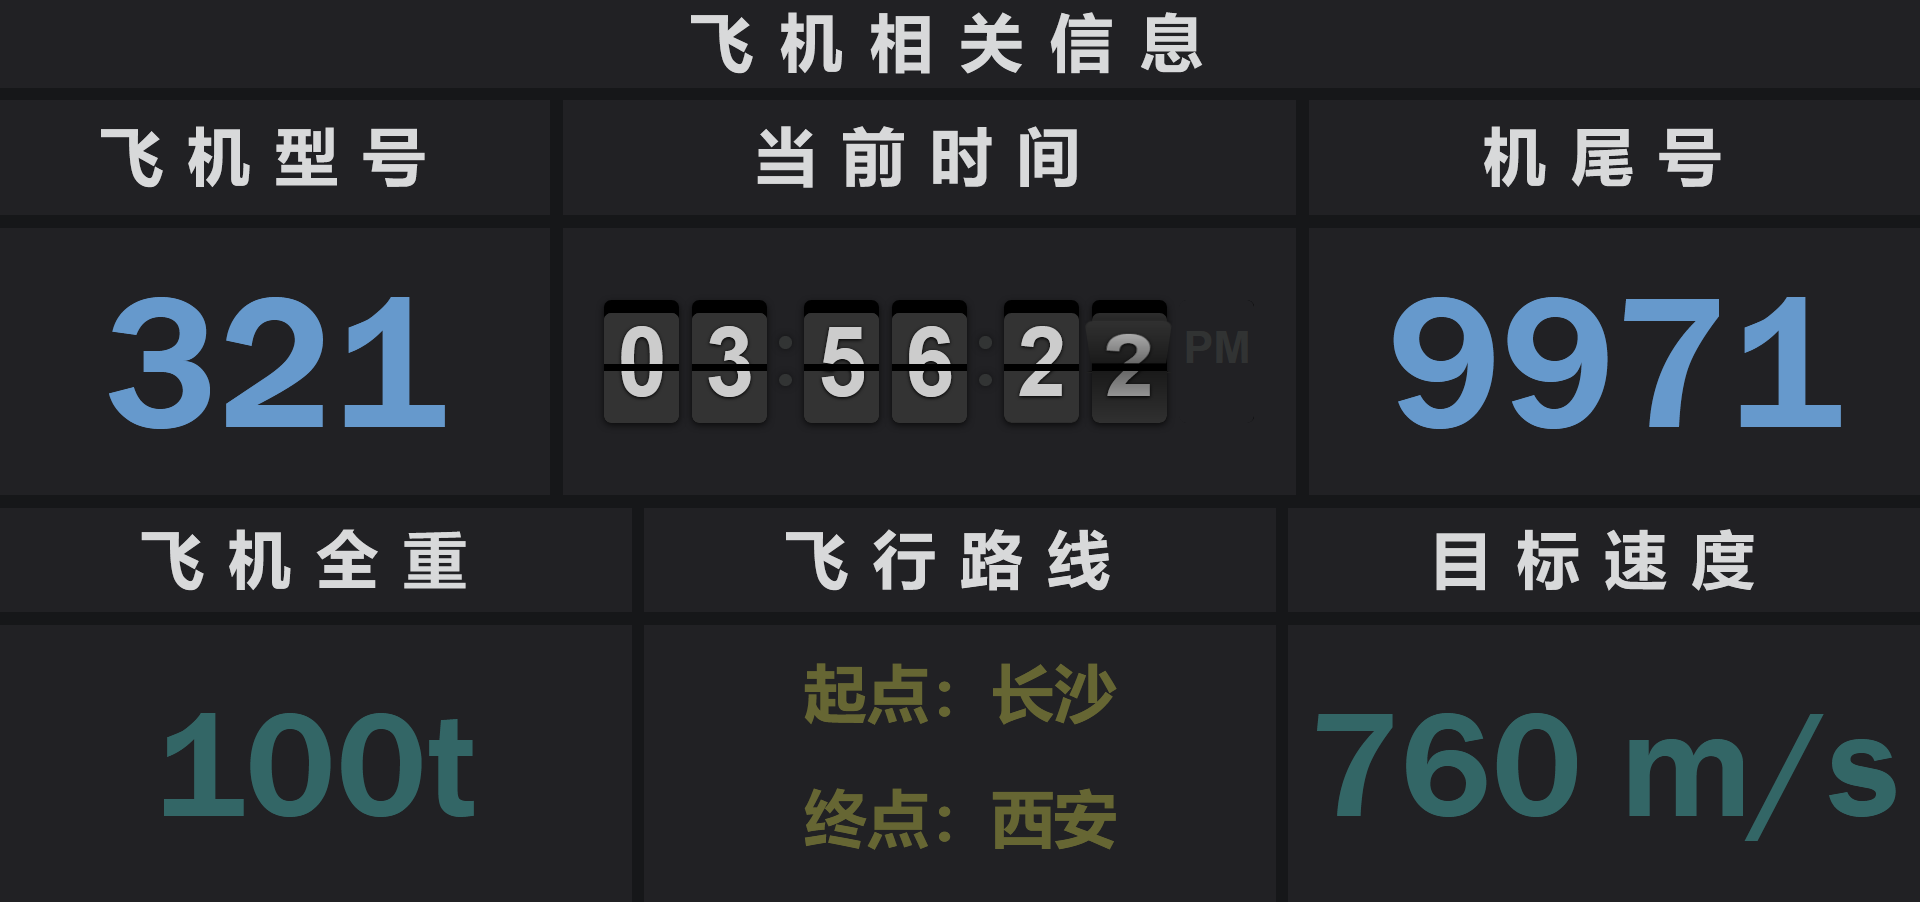 飞机相关信息
飞机型号
当前时间
机尾号
321
03:56:22 PM
9971
飞机全重
飞行路线
目标速度
100t
起点：长沙
终点：西安
760 m/s